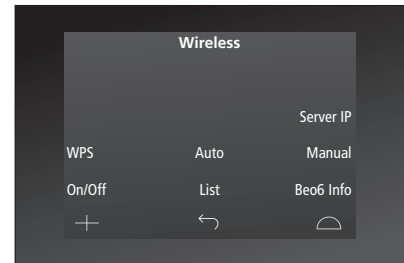 Wireless
Server IP
WPS Auto Manual
On/Off List Beo6 Info